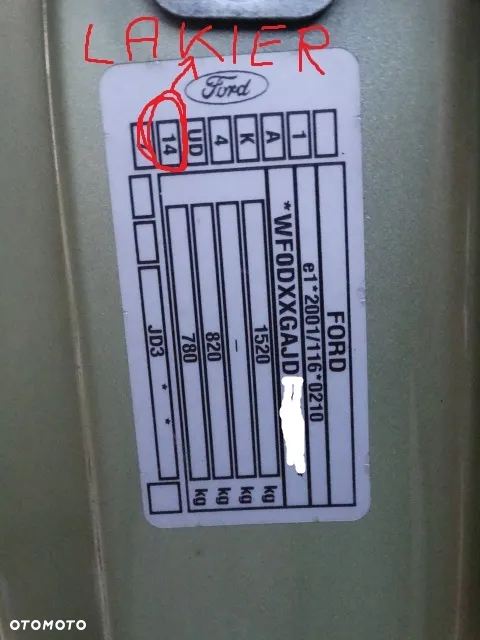 LAKIER
Ford
14 UD 4 K A 1
FORD
e1*2001/116*0210
*WF0DXXGAJD
1520 kg
- kg
820 kg
780 kg
JD3 * *
OTOMOTO